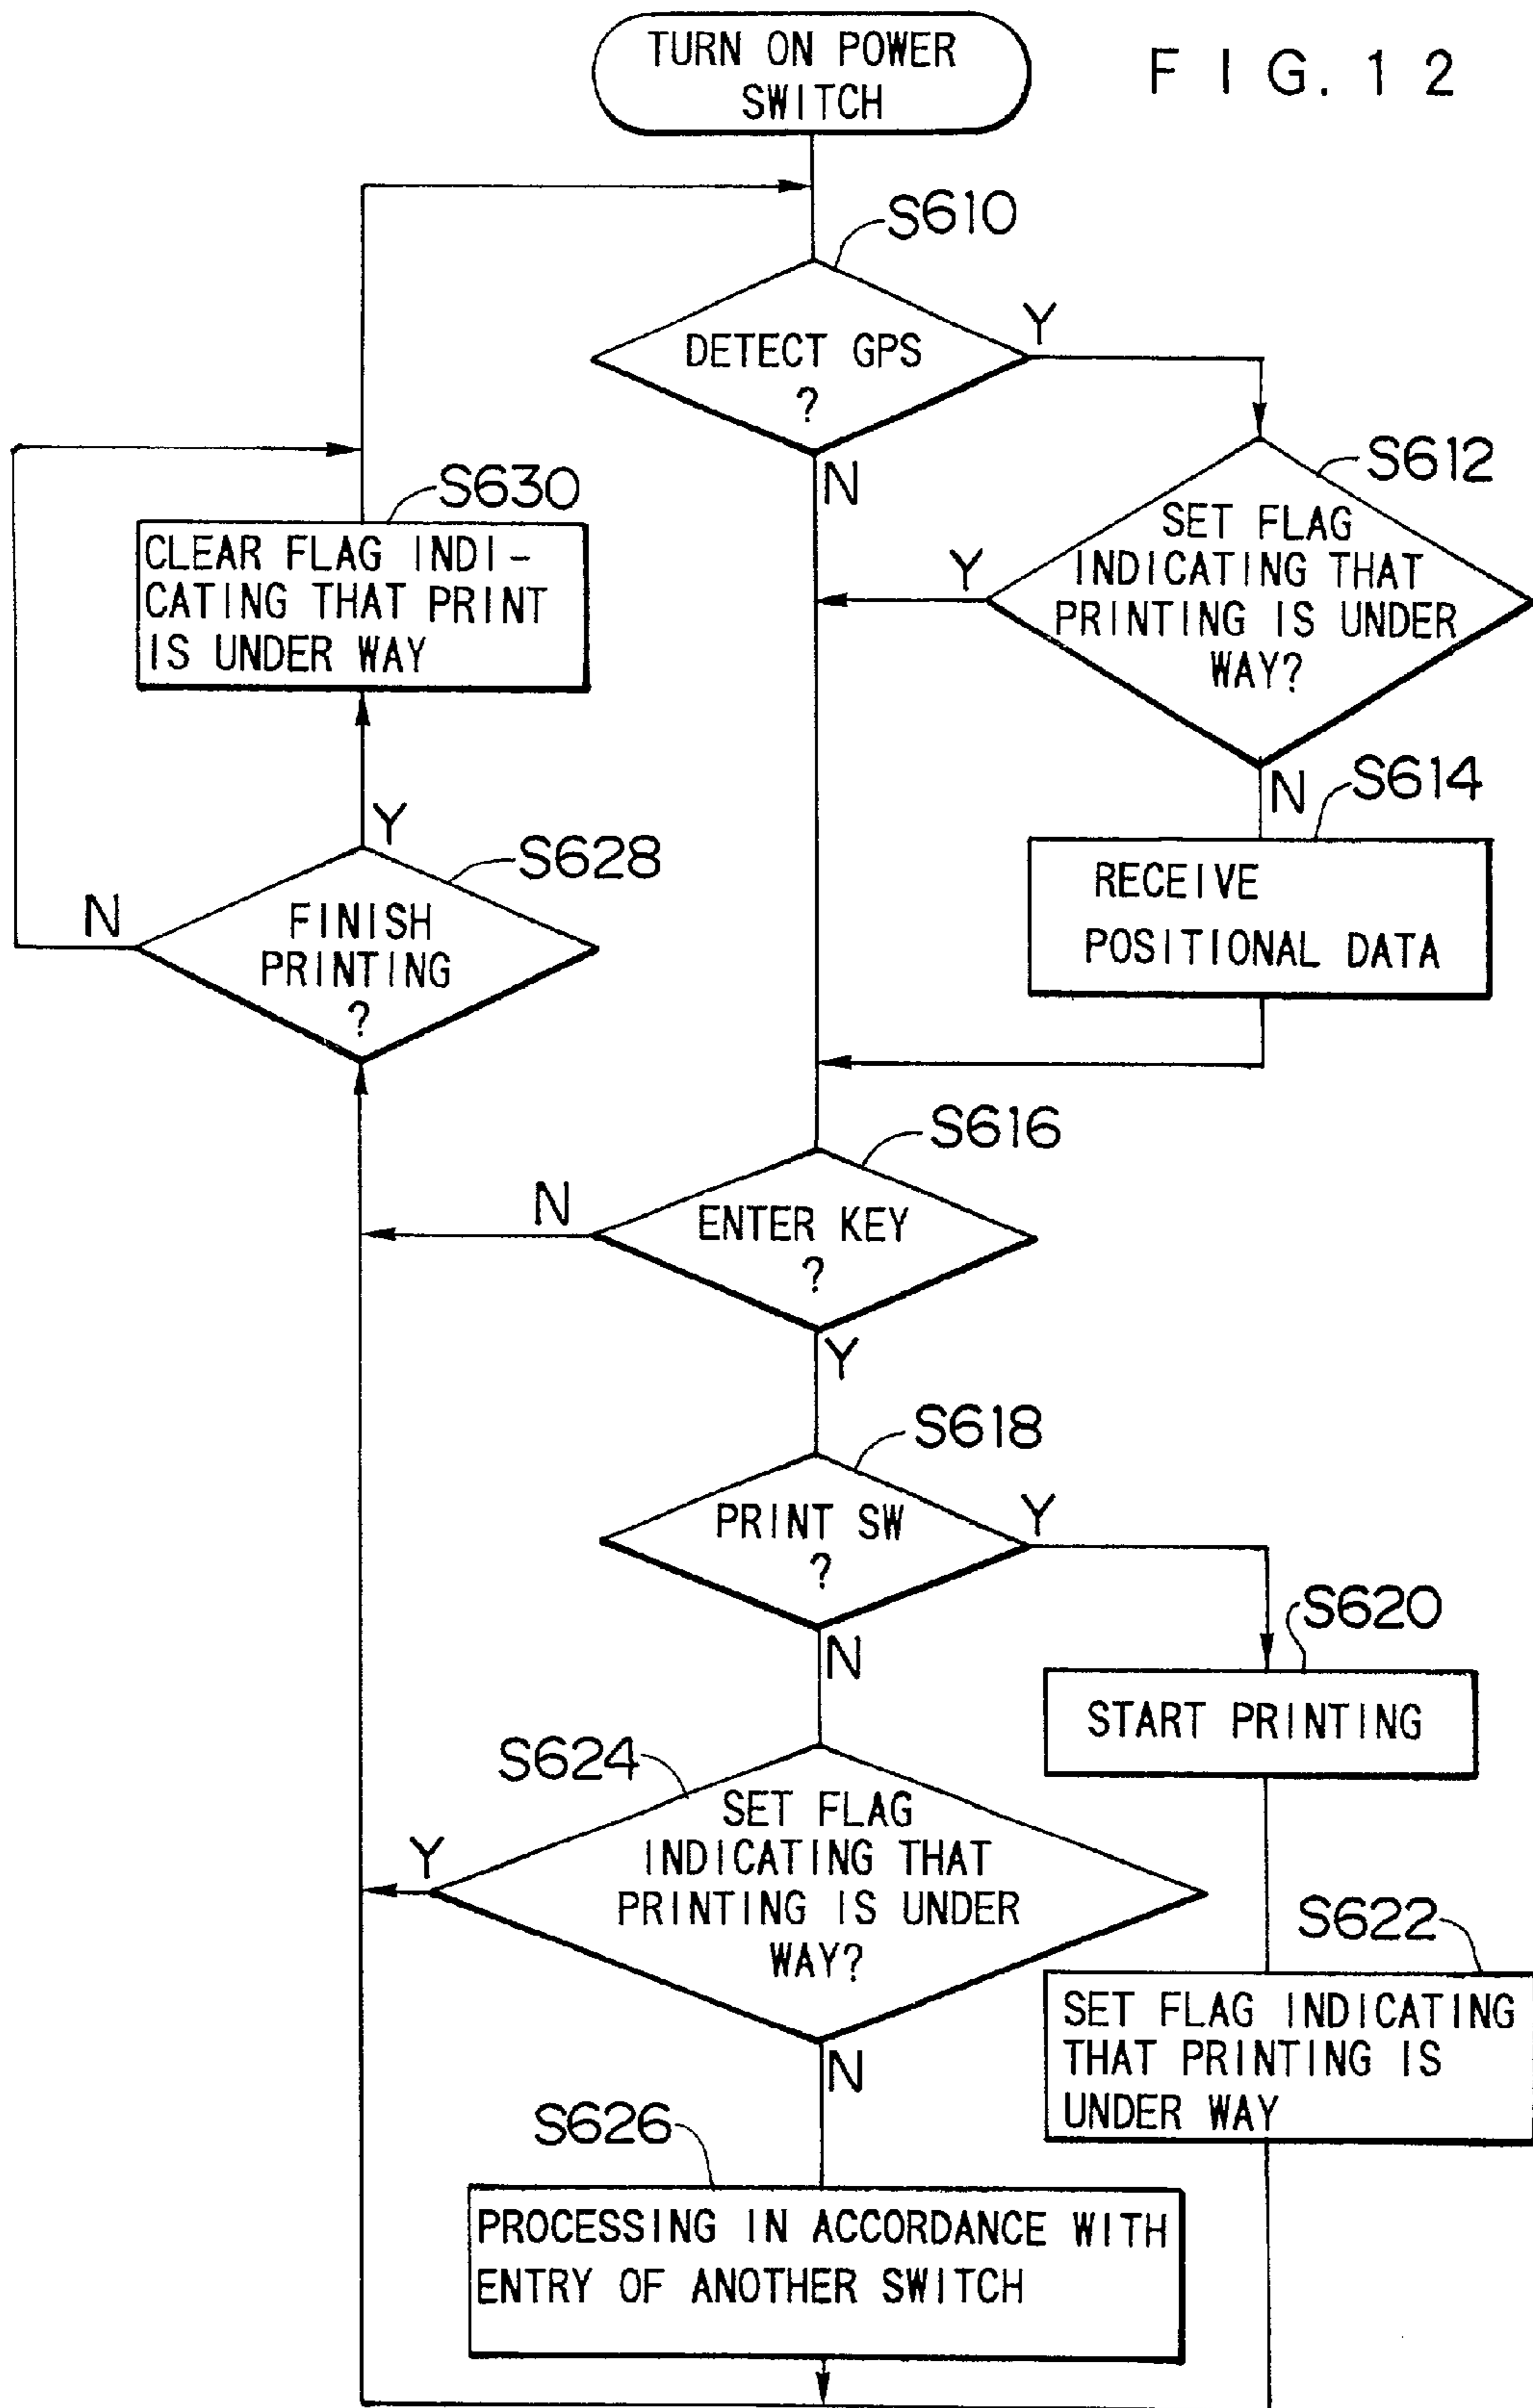 TURN ON POWER
SWITCH
FIG. 12
S610
DETECT GPS
?
Y
N
S612
SET FLAG
INDICATING THAT
PRINTING IS UNDER
WAY?
Y
N
S630
CLEAR FLAG INDI-
CATING THAT PRINT
IS UNDER WAY
S614
RECEIVE
POSITIONAL DATA
Y
S628
N
FINISH
PRINTING
?
S616
N
ENTER KEY
?
Y
S618
PRINT SW
?
Y
N
S620
START PRINTING
S624
SET FLAG
INDICATING THAT
PRINTING IS UNDER
WAY?
Y
N
S622
SET FLAG INDICATING
THAT PRINTING IS
UNDER WAY
S626
PROCESSING IN ACCORDANCE WITH
ENTRY OF ANOTHER SWITCH